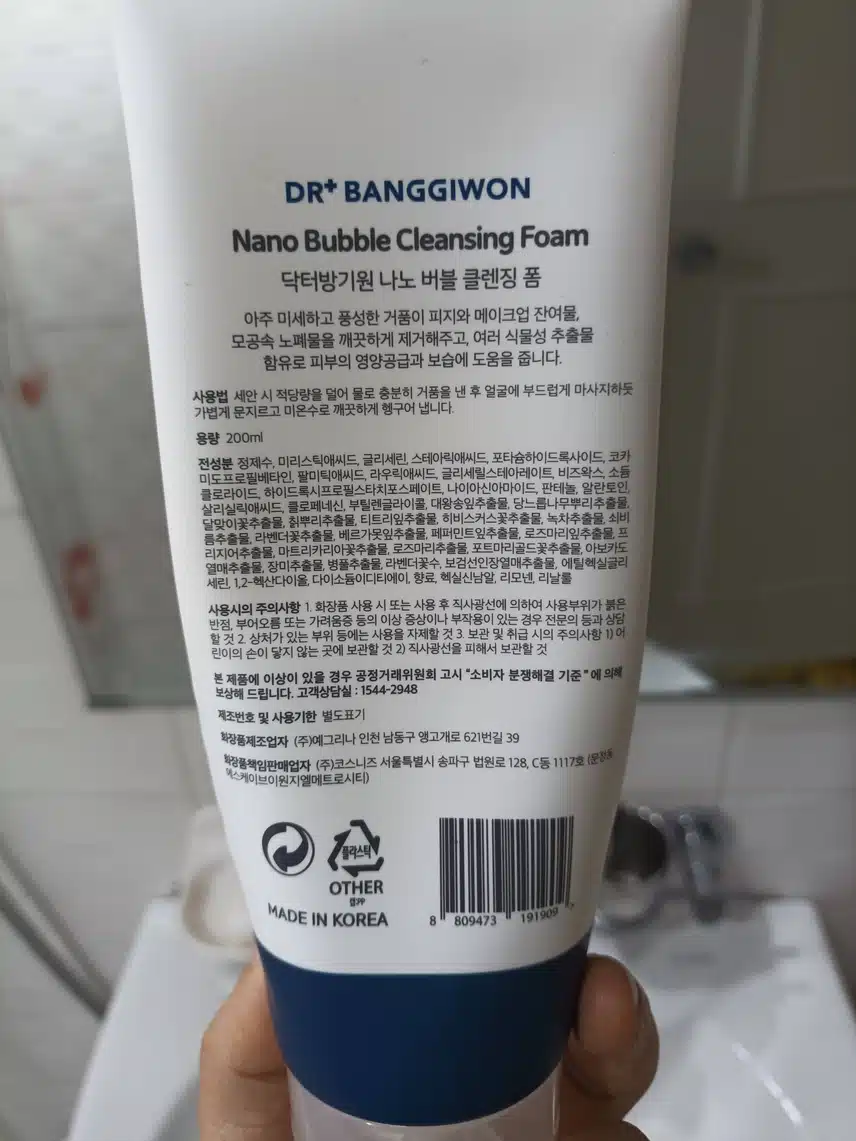 DR+ BANGGIWON
Nano Bubble Cleansing Foam
닥터방기원 나노 버블 클렌징 폼
아주 미세하고 풍성한 거품이 피지와 메이크업 잔여물,
모공속 노폐물을 깨끗하게 제거해주고, 여러 식물성 추출물
함유로 피부의 영양공급과 보습에 도움을 줍니다.
사용법 세안 시 적당량을 덜어 물로 충분히 거품을 낸 후 얼굴에 부드럽게 마사지하듯
가볍게 문지르고 미온수로 깨끗하게 헹구어 냅니다.
용량 200ml
전성분 정제수, 미리스틱애씨드, 글리세린, 스테아릭애씨드, 포타슘하이드록사이드, 코카
미도프로필베타인, 팔미틱애씨드, 라우릭애씨드, 글리세릴스테아레이트, 비즈왁스, 소듐
클로라이드, 하이드록시프로필스타치포스페이트, 나이아신아마이드, 판테놀, 알란토인,
살리실릭애씨드, 클로페네신, 부틸렌글라이콜, 대왕송잎추출물, 당느릅나무뿌리추출물,
달맞이꽃추출물, 칡뿌리추출물, 티트리잎추출물, 히비스커스꽃추출물, 녹차추출물, 쇠비
름추출물, 라벤더꽃추출물, 베르가못잎추출물, 페퍼민트잎추출물, 로즈마리잎추출물, 프
리지어추출물, 마트리카리아꽃추출물, 로즈마리추출물, 포트마리골드꽃추출물, 아보카도
열매추출물, 장미추출물, 병풀추출물, 라벤더꽃수, 보검선인장열매추출물, 에틸헥실글리
세린, 1,2-헥산다이올, 다이소듐이디티에이, 향료, 헥실신남알, 리모넨, 리날룰
사용시의 주의사항 1. 화장품 사용 시 또는 사용 후 직사광선에 의하여 사용부위가 붉은
반점, 부어오름 또는 가려움증 등의 이상 증상이나 부작용이 있는 경우 전문의 등과 상담
할 것 2. 상처가 있는 부위 등에는 사용을 자제할 것 3. 보관 및 취급 시의 주의사항 1) 어
린이의 손이 닿지 않는 곳에 보관할 것 2) 직사광선을 피해서 보관할 것
본 제품에 이상이 있을 경우 공정거래위원회 고시 "소비자 분쟁해결 기준"에 의해
보상해 드립니다. 고객상담실 : 1544-2948
제조번호 및 사용기한 별도표기
화장품제조업자 (주)예그리나 인천 남동구 앵고개로 621번길 39
화장품책임판매업자 (주)코스니즈 서울특별시 송파구 법원로 128, C동 1117호 (문정동
에스케이브이원지엘메트로시티)
플라스틱
OTHER
캡:PP
MADE IN KOREA
8 809473 191909